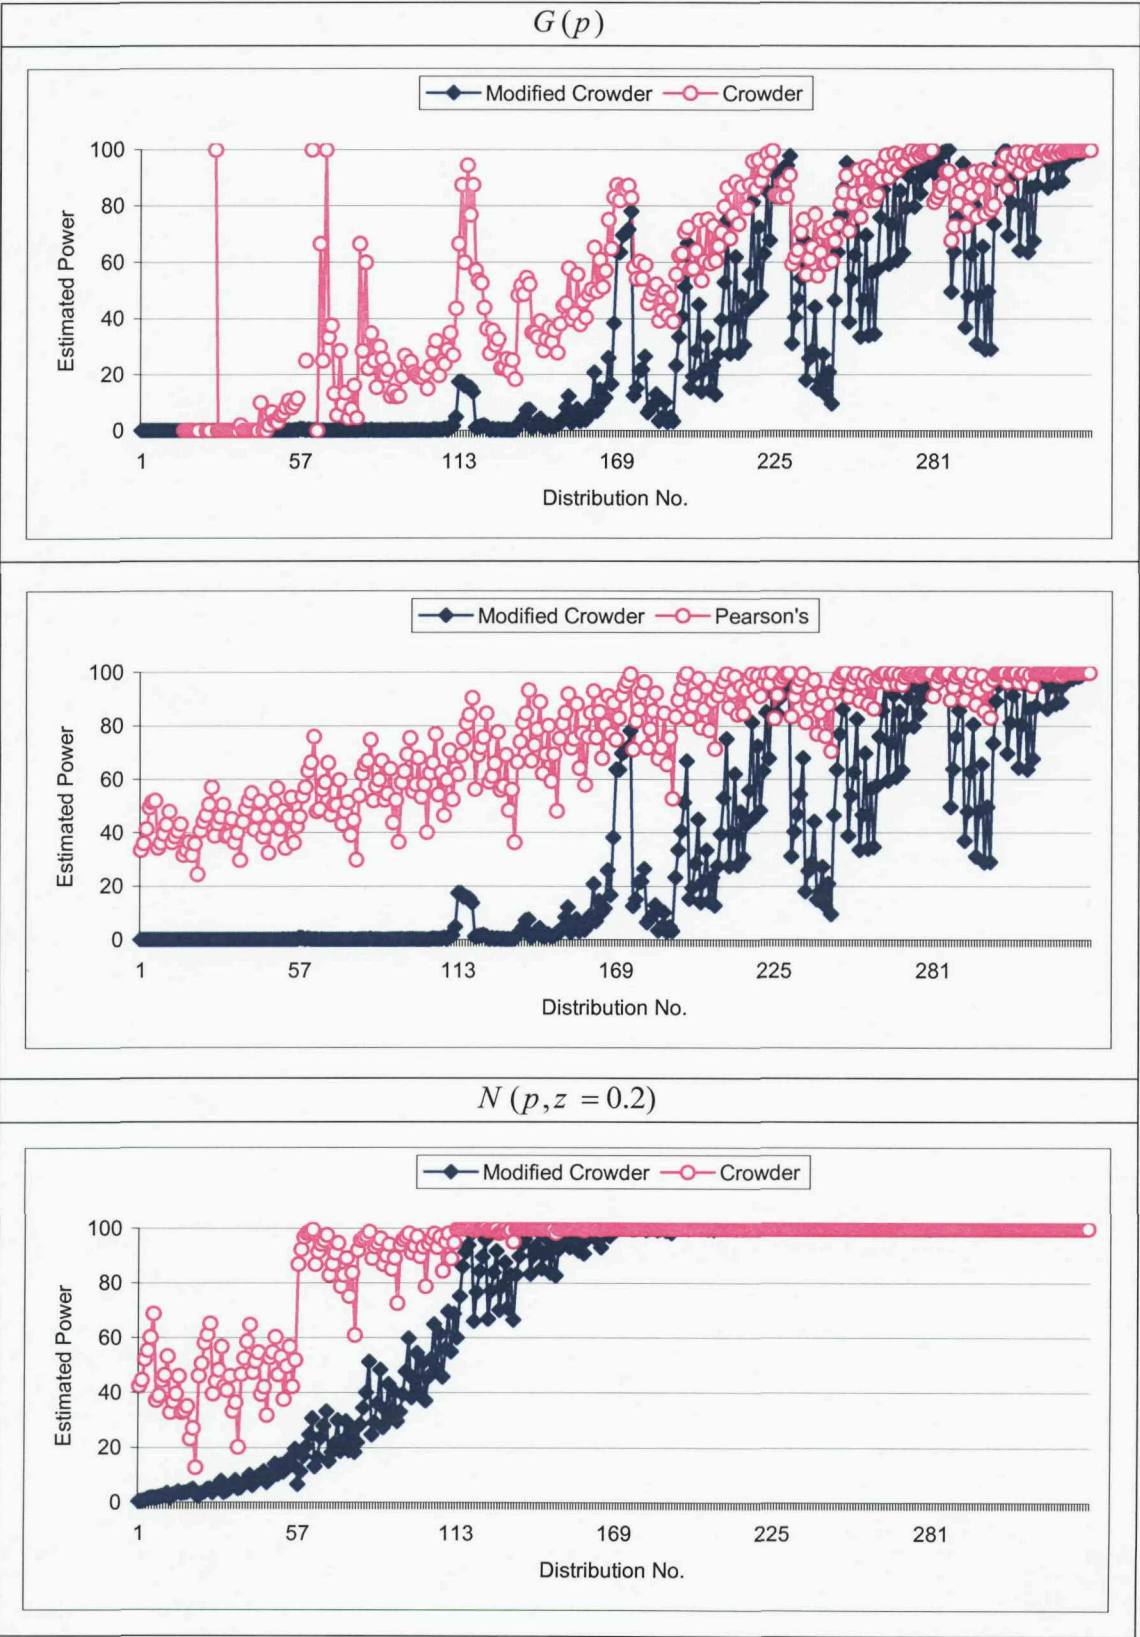 G(p)
Modified Crowder Crowder
100
80
60
40
20
0
Estimated Power
1 57 113 169 225 281
Distribution No.
Modified Crowder Pearson's
100
80
60
40
20
0
Estimated Power
1 57 113 169 225 281
Distribution No.
N (p, z = 0.2)
Modified Crowder Crowder
100
80
60
40
20
0
Estimated Power
1 57 113 169 225 281
Distribution No.